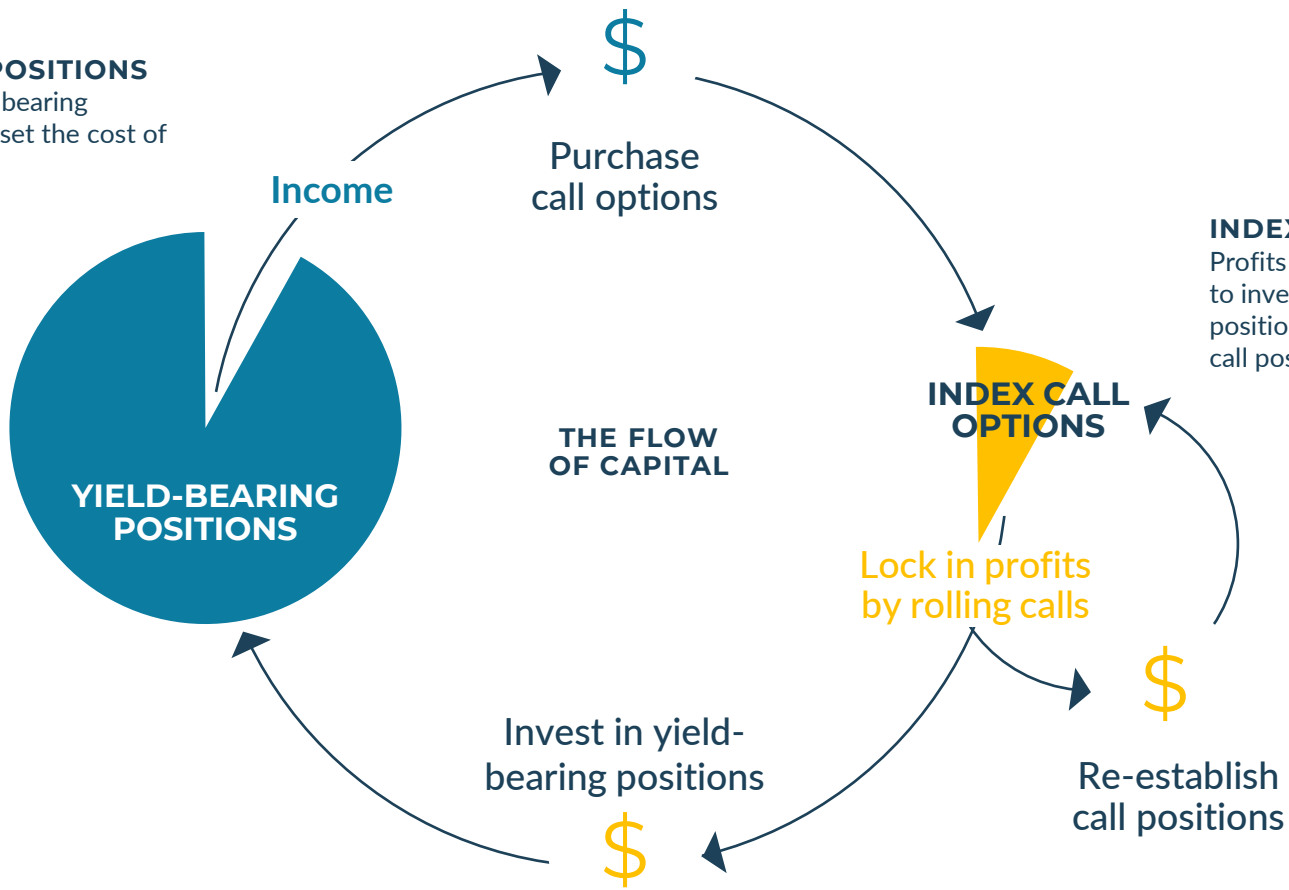 $
POSITIONS
bearing
set the cost of
Purchase
call options
Income
INDEX
Profits
to inve
position
call pos
INDEX CALL
OPTIONS
THE FLOW
OF CAPITAL
YIELD-BEARING
POSITIONS
Lock in profits
by rolling calls
$
Re-establish
call positions
Invest in yield-
bearing positions
$